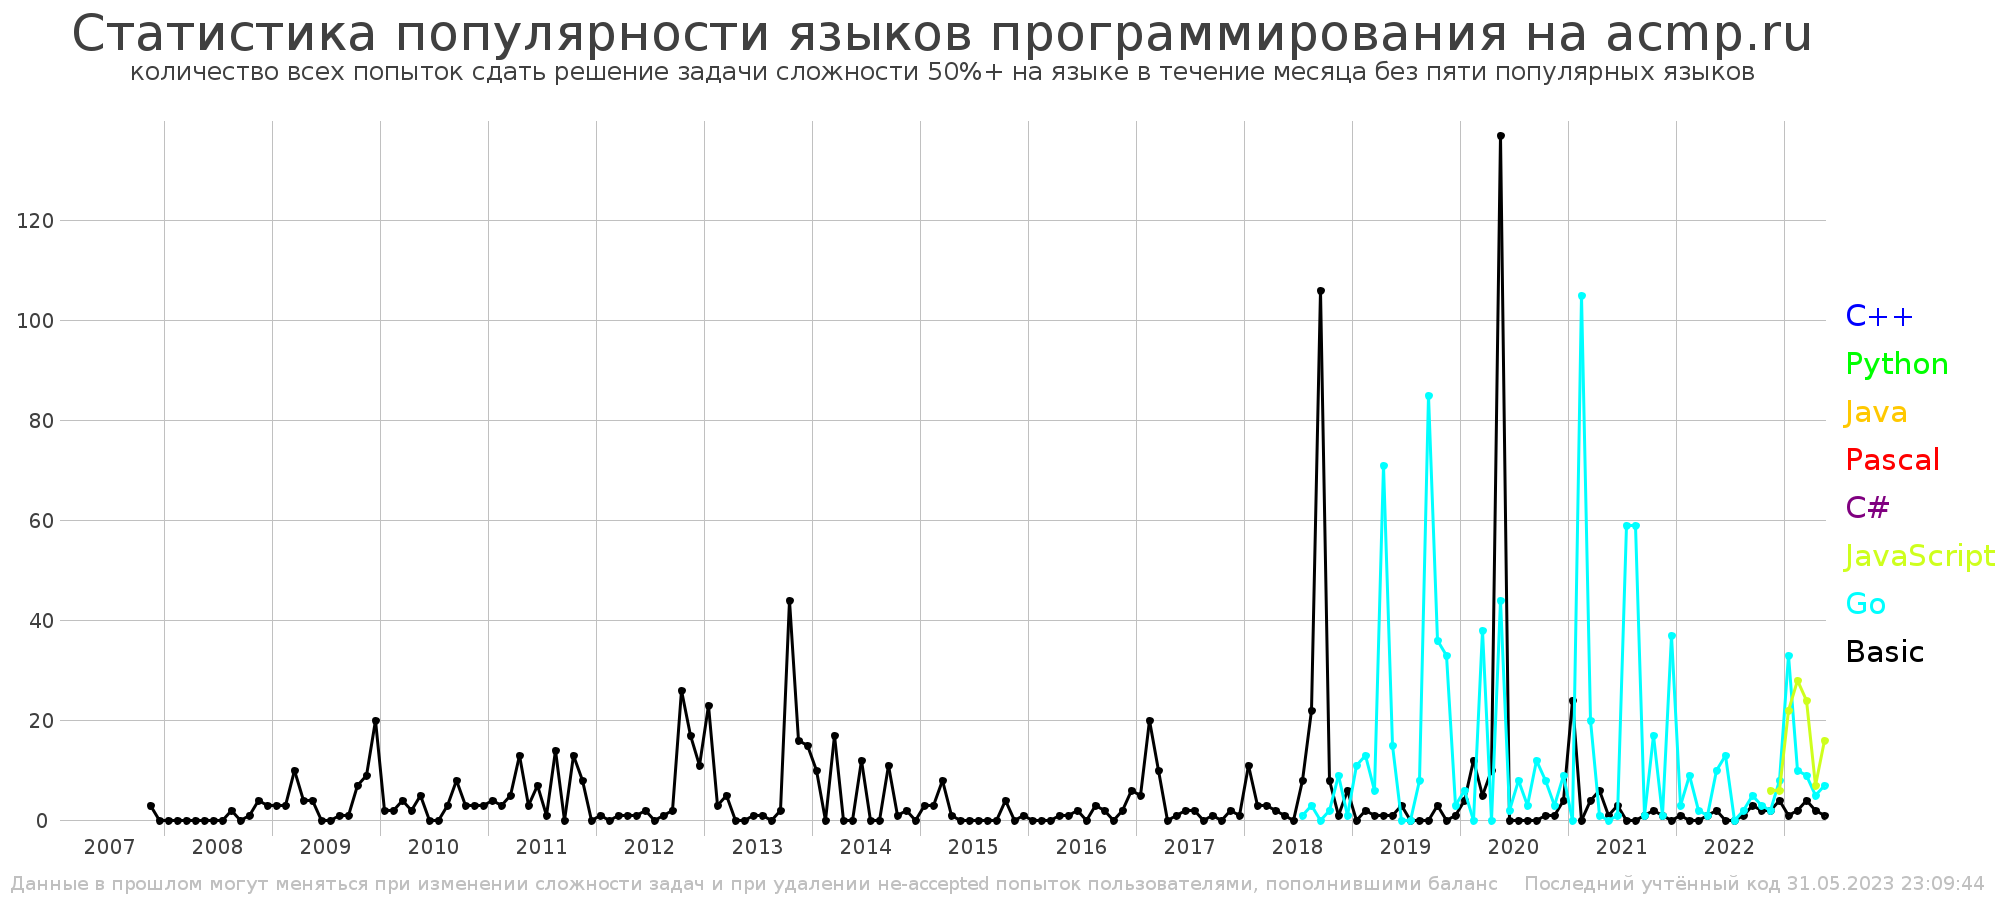 Статистика популярности языков программирования на acmp.ru
количество всех попыток сдать решение задачи сложности 50%+ на языке в течение месяца без пяти популярных языков
120
100
80
60
40
20
0
C++
Python
Java
Pascal
C#
JavaScript
Go
Basic
2007 2008 2009 2010 2011 2012 2013 2014 2015 2016 2017 2018 2019 2020 2021 2022
Данные в прошлом могут меняться при изменении сложности задач и при удалении не-accepted попыток пользователями, пополнившими баланс Последний учтённый код 31.05.2023 23:09:44